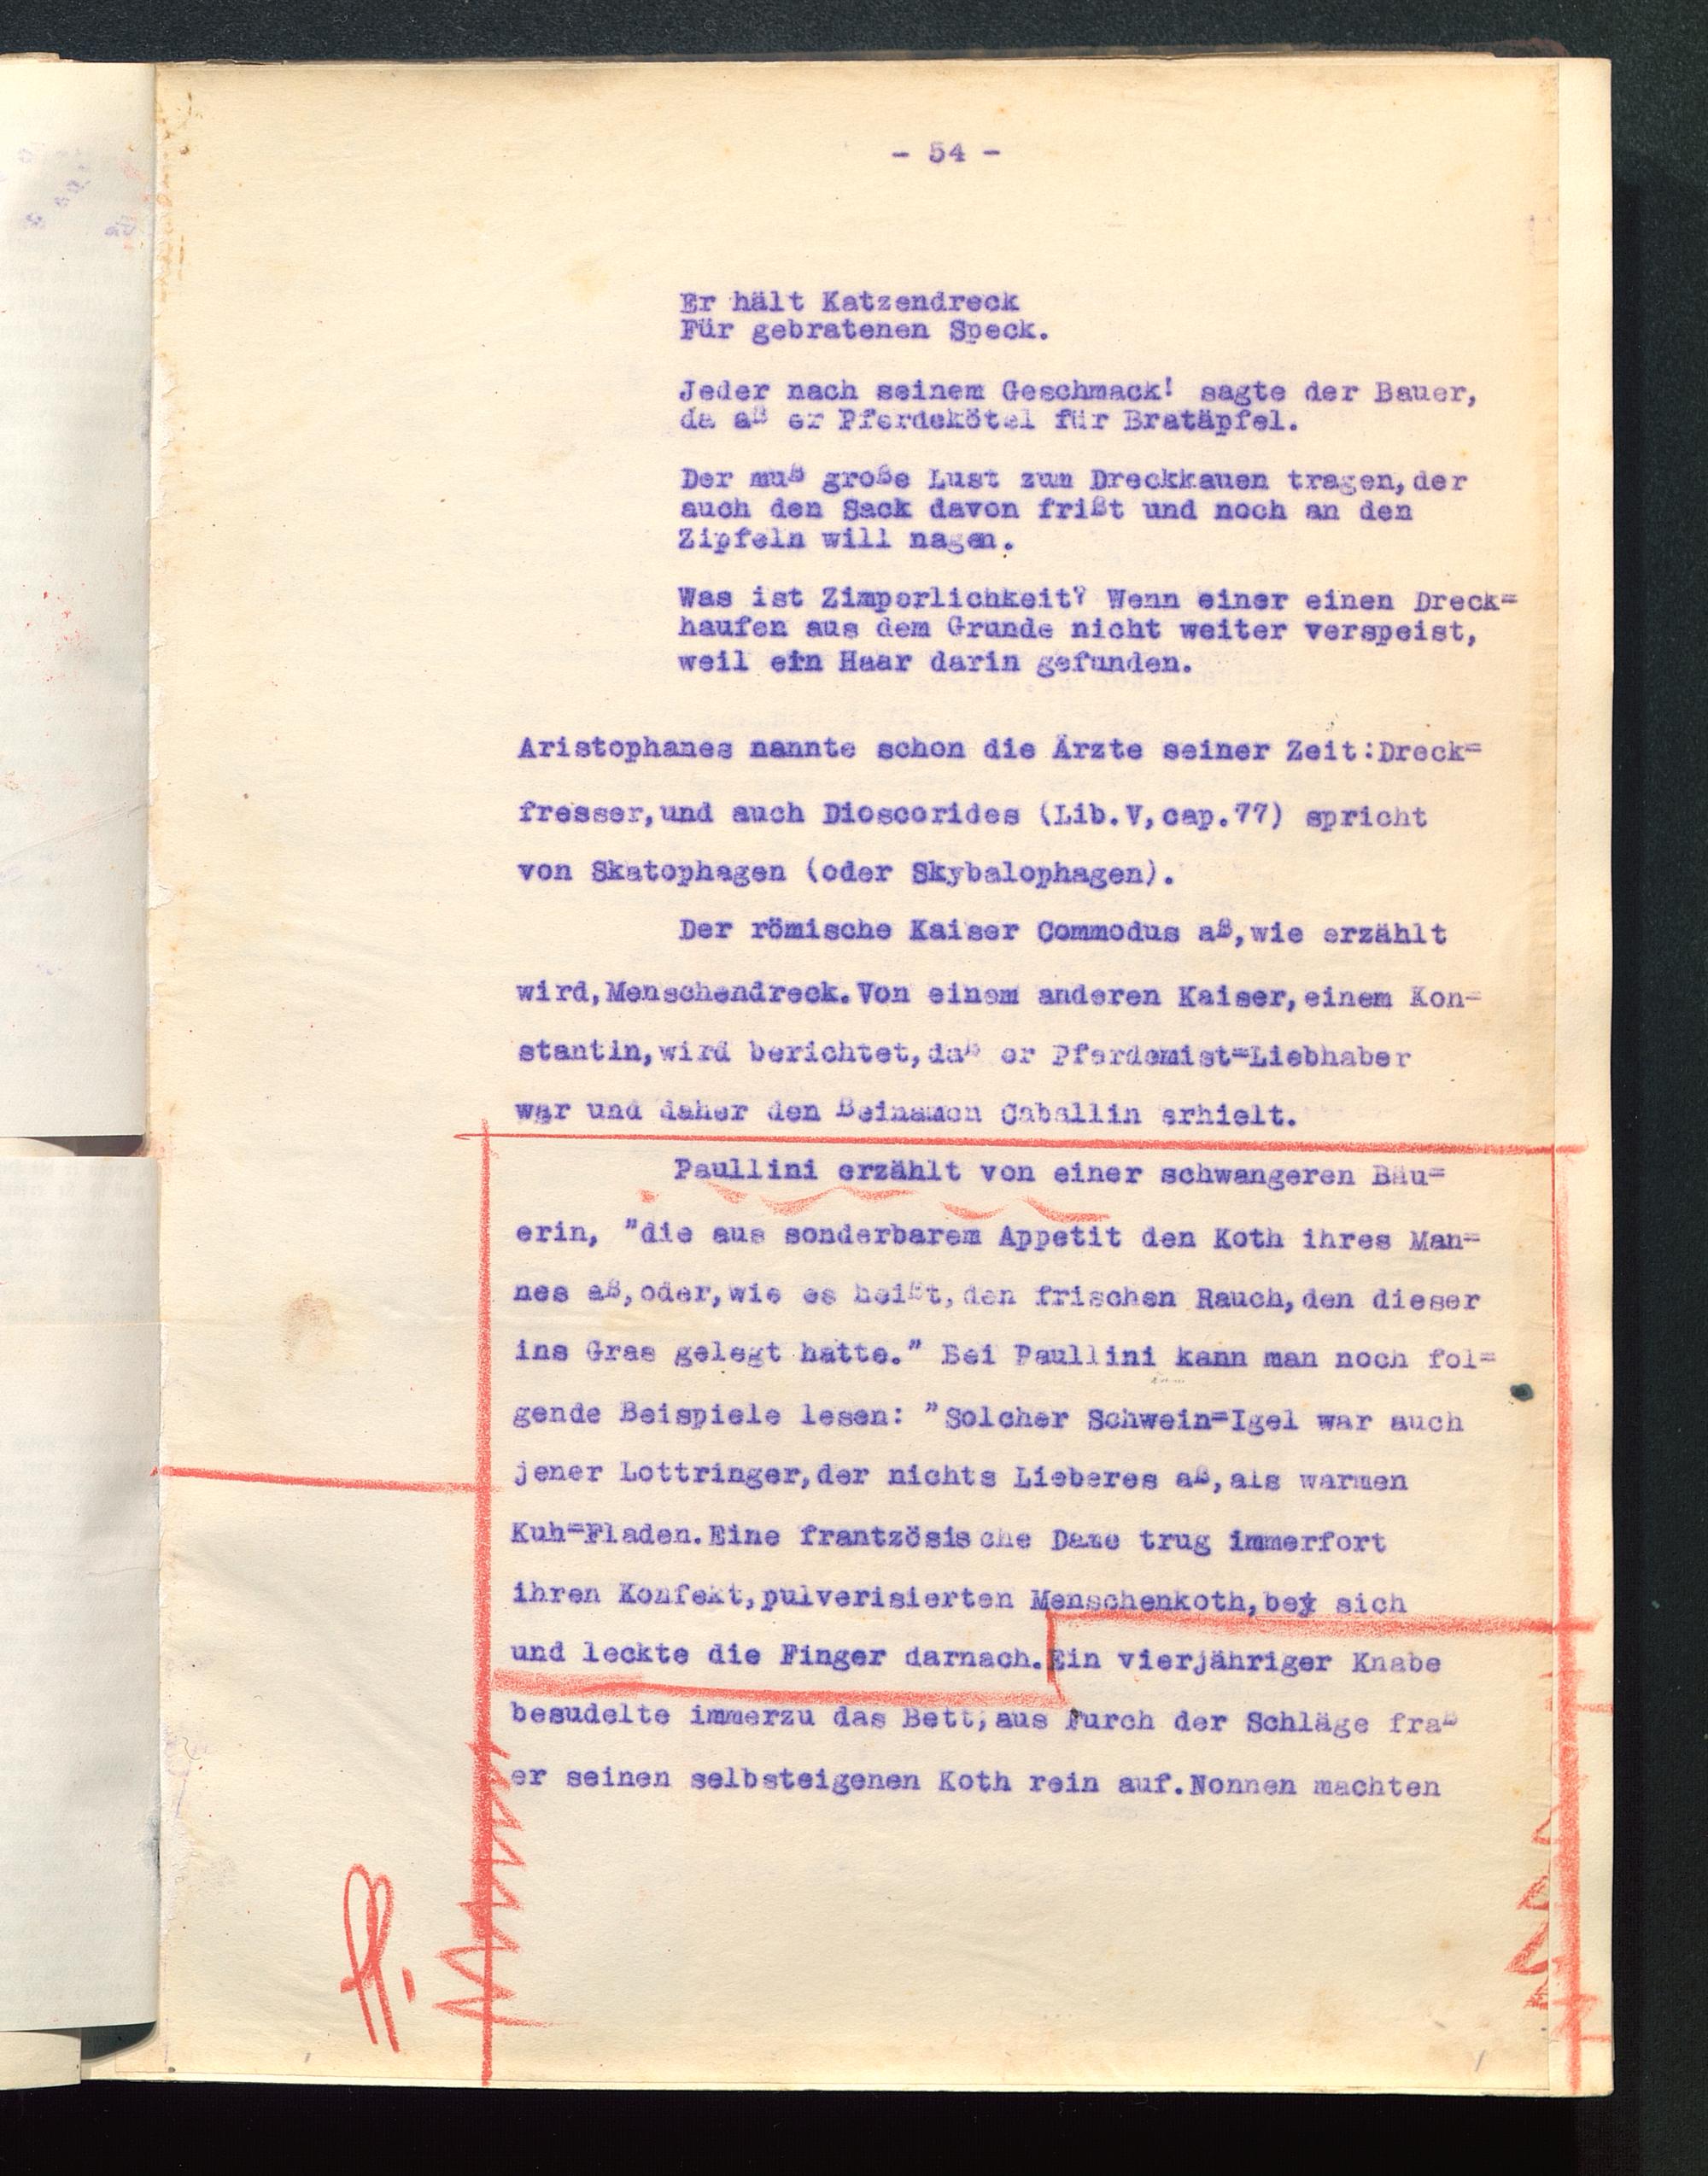 - 54 -
Er hält Katzendreck
Für gebratenen Speck.
Jeder nach seinem Geschmack! sagte der Bauer,
da aß er Pferdekötel für Bratäpfel.
Der muß große Lust zum Dreckkauen tragen,der
auch den Sack davon frißt und noch an den
Zipfeln will nagen.
Was ist Zimperlichkeit? Wenn einer einen Dreck=
haufen aus dem Grunde nicht weiter verspeist,
weil ein Haar darin gefunden.
Aristophanes nannte schon die Ärzte seiner Zeit:Dreck=
fresser,und auch Dioscorides (Lib.V,cap.77) spricht
von Skatophagen (oder Skybalophagen).
Der römische Kaiser Commodus aß,wie erzählt
wird,Menschendreck.Von einem anderen Kaiser,einem Kon=
stantin,wird berichtet,daß er Pferdemist=Liebhaber
war und daher den Beinamen Caballin erhielt.
Paullini erzählt von einer schwangeren Bäu=
erin, "die aus sonderbarem Appetit den Koth ihres Man=
nes aß,oder,wie es heißt,den frischen Rauch,den dieser
ins Gras gelegt hatte." Bei Paullini kann man noch fol=
gende Beispiele lesen: "Solcher Schwein=Igel war auch
jener Lottringer,der nichts Lieberes aß,als warmen
Kuh=Fladen.Eine frantzösische Dame trug immerfort
ihren Konfekt,pulverisierten Menschenkoth,bey sich
und leckte die Finger darnach.Ein vierjähriger Knabe
besudelte immerzu das Bett;aus Furch der Schläge fraß
er seinen selbsteigenen Koth rein auf.Nonnen machten